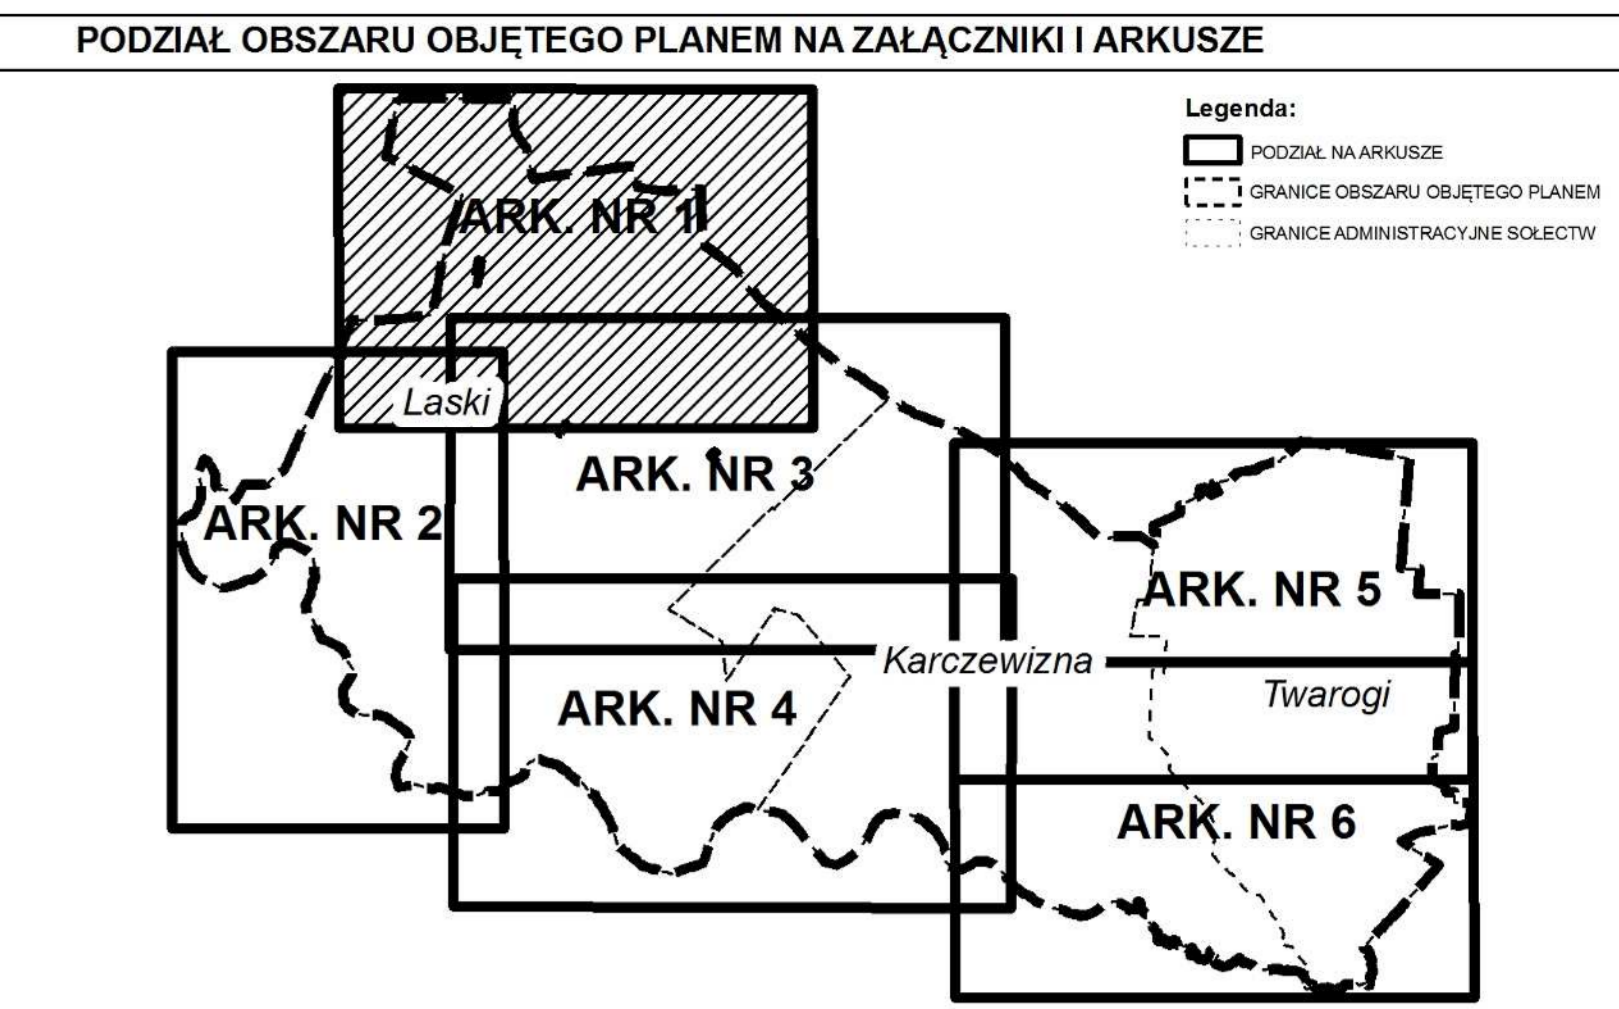 PODZIAŁ OBSZARU OBJĘTEGO PLANEM NA ZAŁĄCZNIKI I ARKUSZE
Legenda:
PODZIAŁ NA ARKUSZE
GRANICE OBSZARU OBJĘTEGO PLANEM
GRANICE ADMINISTRACYJNE SOŁECTW
ARK. NR 1
Laski
ARK. NR 3
ARK. NR 2
ARK. NR 5
Karczewizna
Twarogi
ARK. NR 4
ARK. NR 6